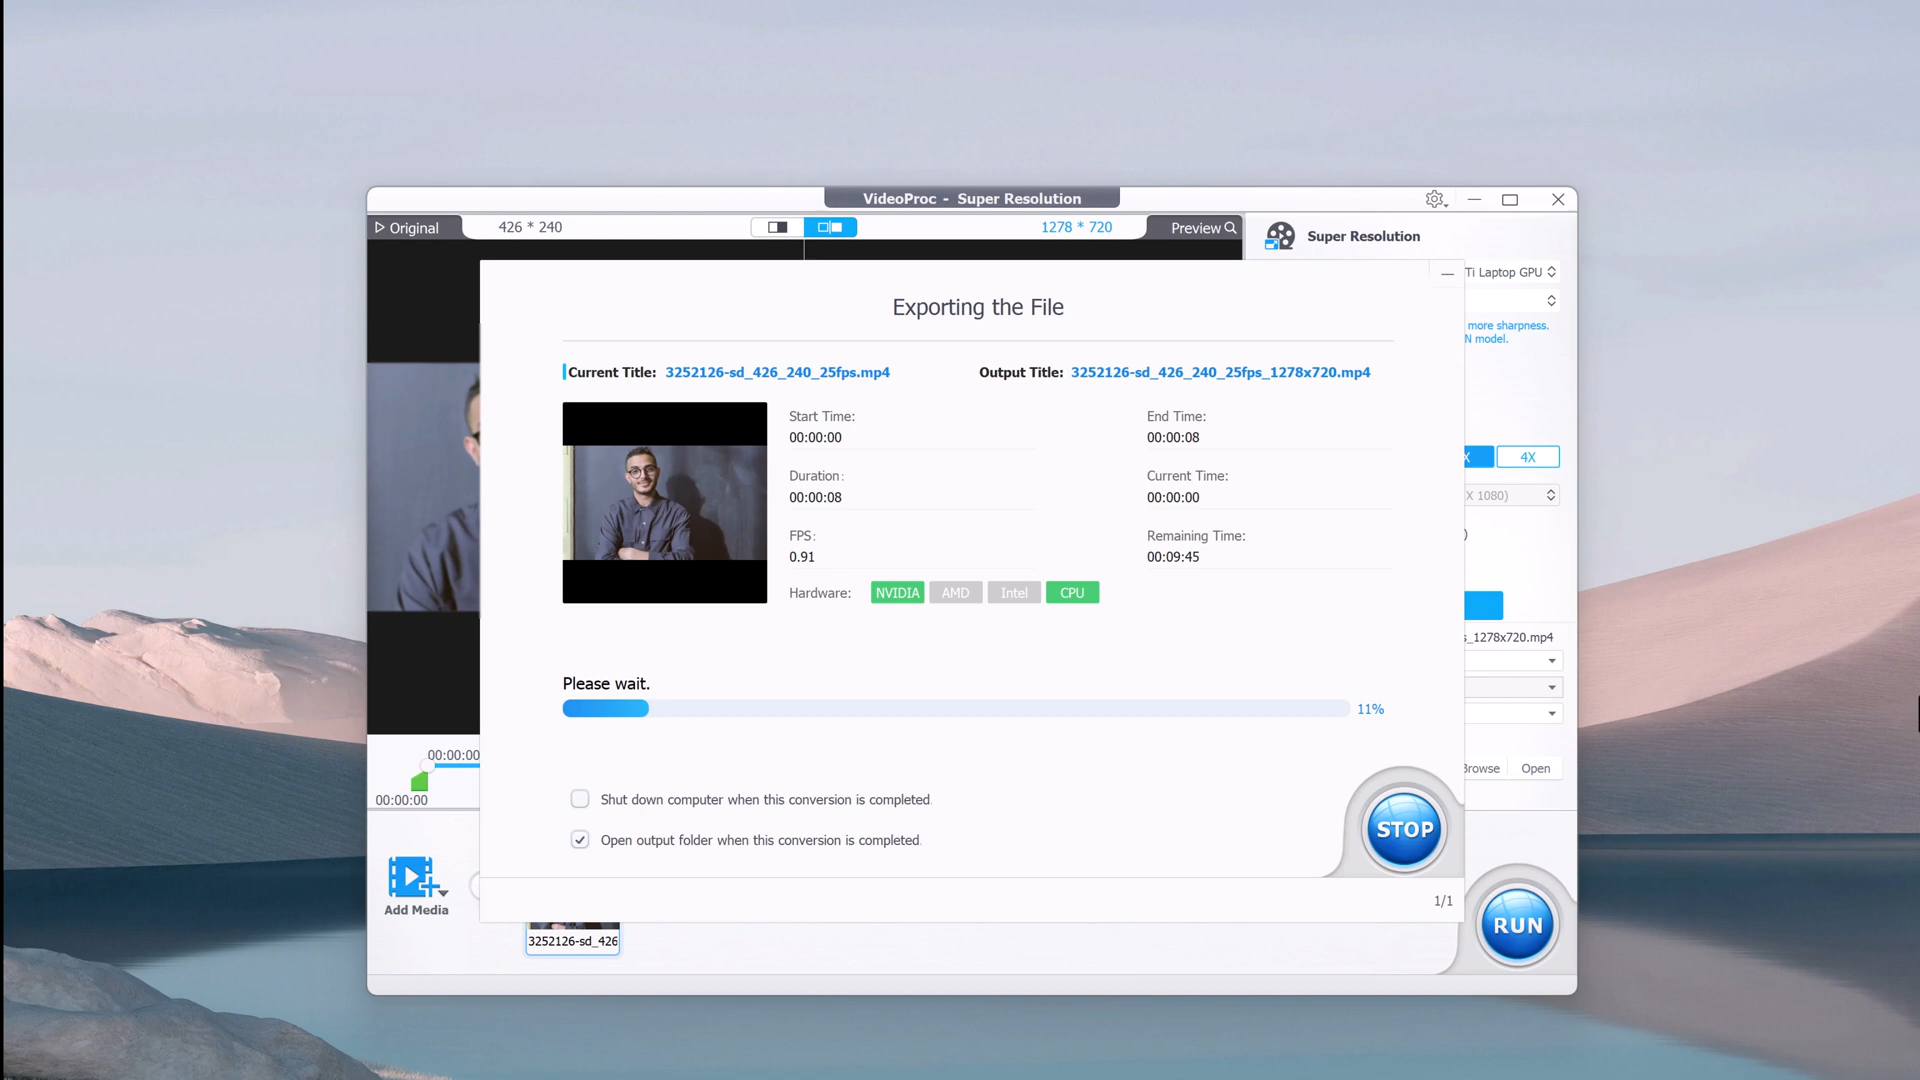 VideoProc - Super Resolution
Original
426 * 240
1278 * 720
Preview
Super Resolution
Ti Laptop GPU
more sharpness.
N model.
Exporting the File
Current Title: 3252126-sd_426_240_25fps.mp4
Output Title: 3252126-sd_426_240_25fps_1278x720.mp4
Start Time:
00:00:00
End Time:
00:00:08
Duration:
00:00:08
Current Time:
00:00:00
FPS:
0.91
Remaining Time:
00:09:45
Hardware: NVIDIA AMD Intel CPU
X 4X
X 1080)
)
s_1278x720.mp4
Please wait.
11%
00:00:00
00:00:00
Browse Open
Shut down computer when this conversion is completed.
Open output folder when this conversion is completed.
STOP
Add Media
1/1
RUN
3252126-sd_426